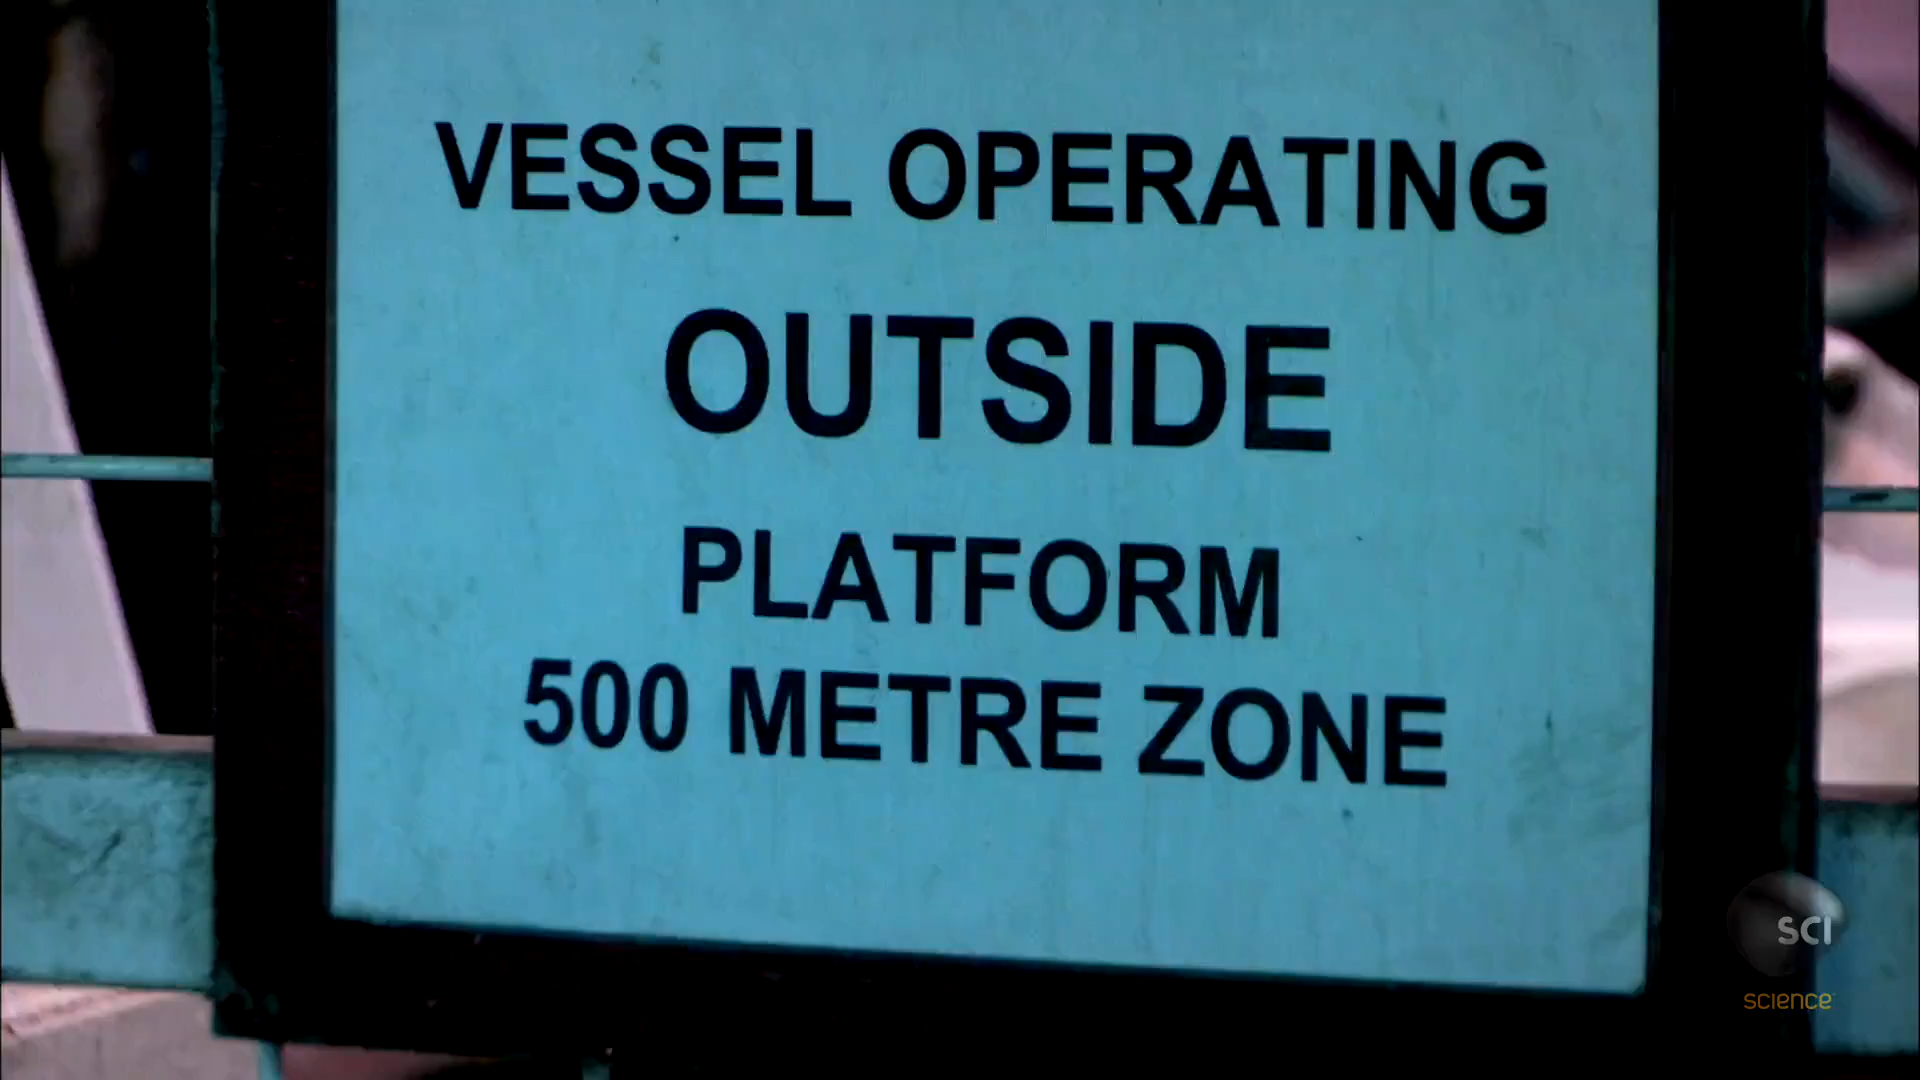 VESSEL OPERATING
OUTSIDE
PLATFORM
500 METRE ZONE
SCI
science